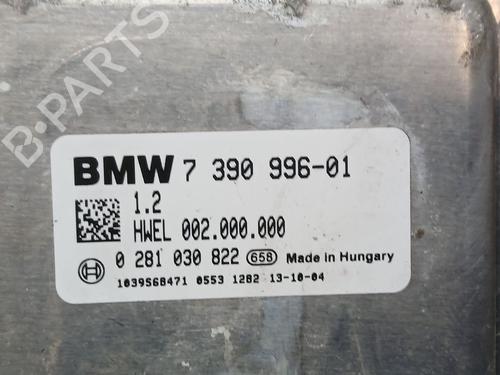 B-PARTS
BMW 7 390 996-01
1.2
HWEL 002.000.000
0 281 030 822 658 Made in Hungary
1039S68471 0553 1282 13-10-04